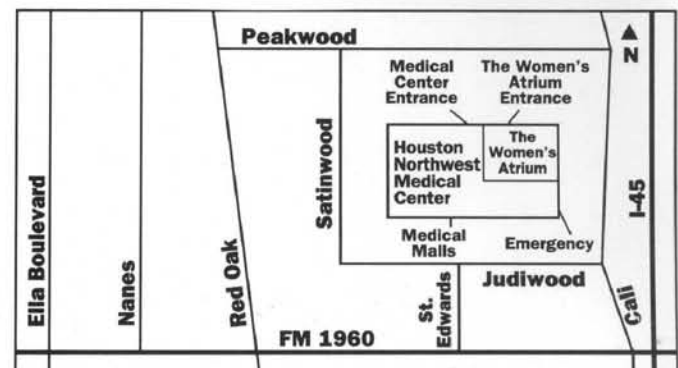 Peakwood
N
Medical
Center
Entrance
The Women's
Atrium
Entrance
Houston
Northwest
Medical
Center
The
Women's
Atrium
Medical
Malls
Emergency
Satinwood
Ella Boulevard
Nanes
Red Oak
St.
Edwards
Judiwood
Cali
I-45
FM 1960